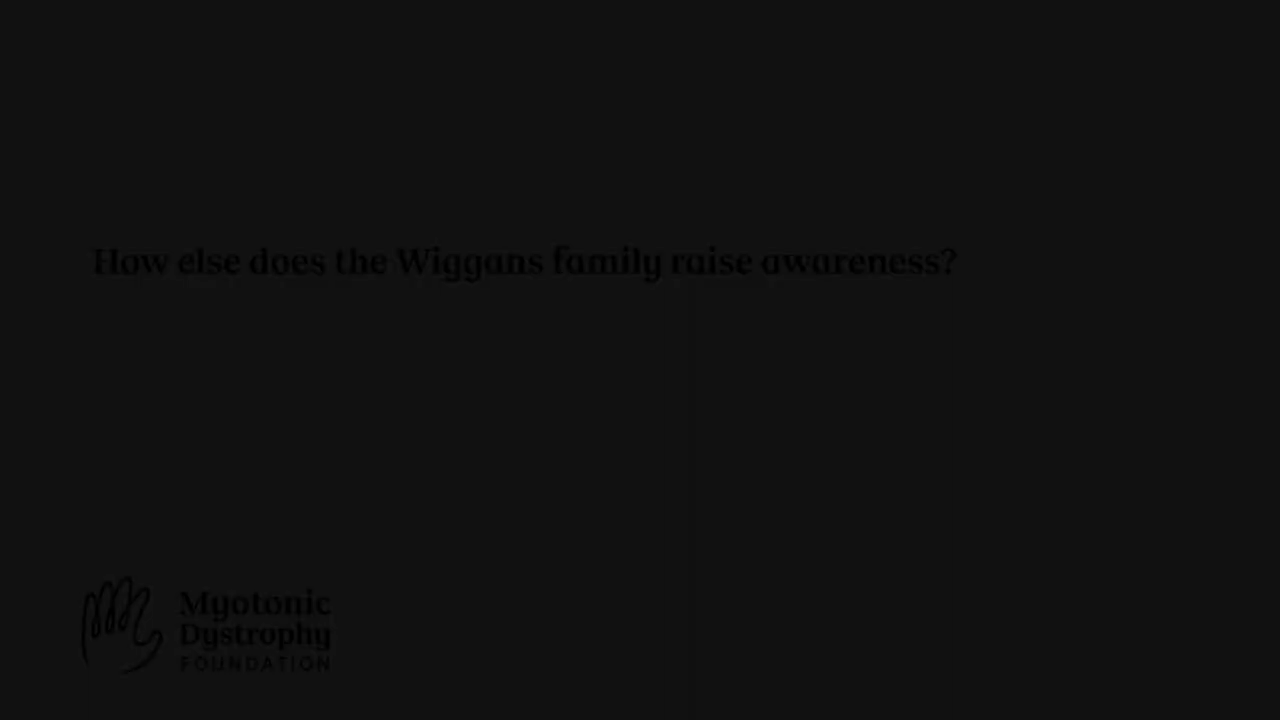 How else does the Wiggans family raise awareness?
Myotonic
Dystrophy
FOUNDATION